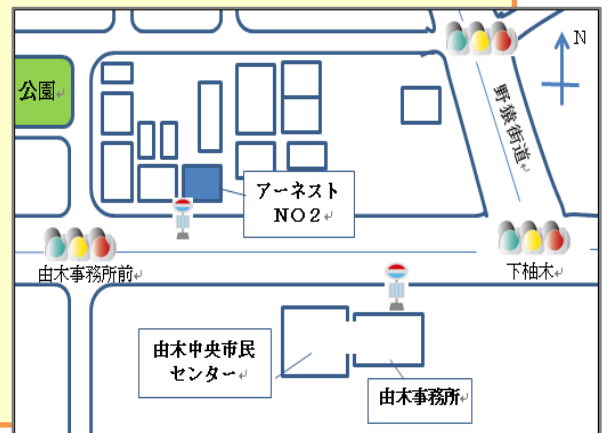 N
公園
野猿街道
アーネスト
NO2
由木事務所前
下柚木
由木中央市民
センター
由木事務所